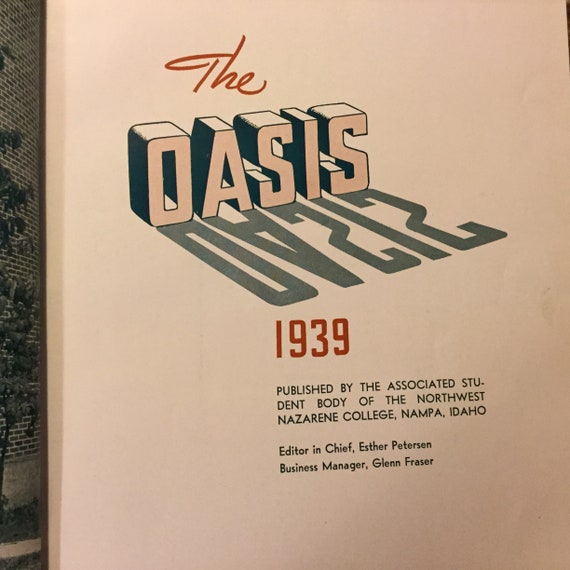 The
OASIS
1939
PUBLISHED BY THE ASSOCIATED STU-
DENT BODY OF THE NORTHWEST
NAZARENE COLLEGE, NAMPA, IDAHO
Editor in Chief, Esther Petersen
Business Manager, Glenn Fraser